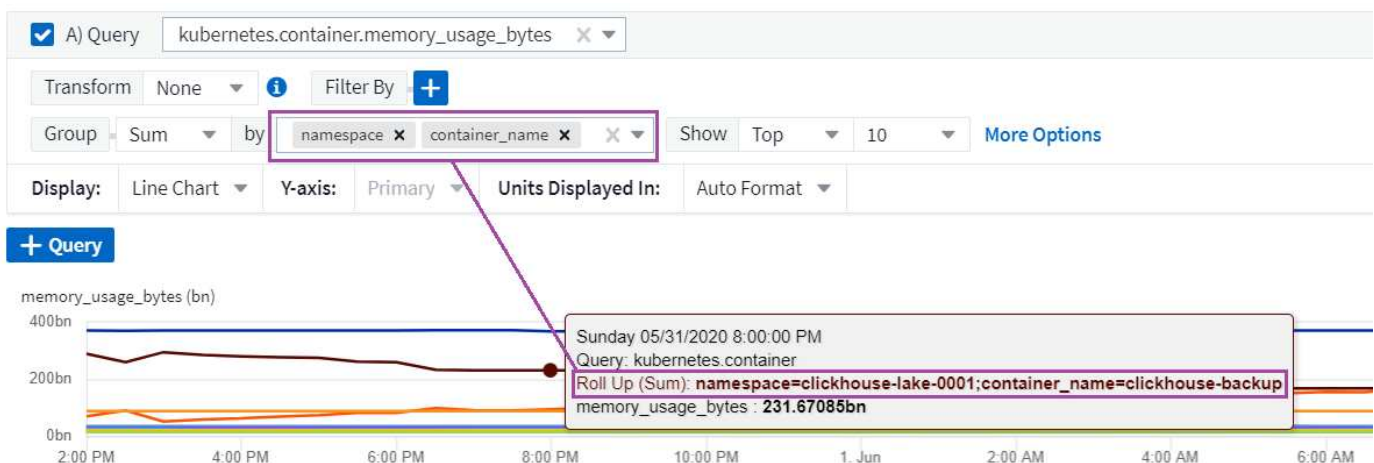 A) Query kubernetes.container.memory_usage_bytes
Transform None Filter By +
Group Sum by namespace container_name Show Top 10 More Options
Display: Line Chart Y-axis: Primary Units Displayed In: Auto Format
+ Query
memory_usage_bytes (bn)
400bn
200bn
0bn
Sunday 05/31/2020 8:00:00 PM
Query: kubernetes.container
Roll Up (Sum): namespace=clickhouse-lake-0001;container_name=clickhouse-backup
memory_usage_bytes : 231.67085bn
2:00 PM 4:00 PM 6:00 PM 8:00 PM 10:00 PM 1. Jun 2:00 AM 4:00 AM 6:00 AM